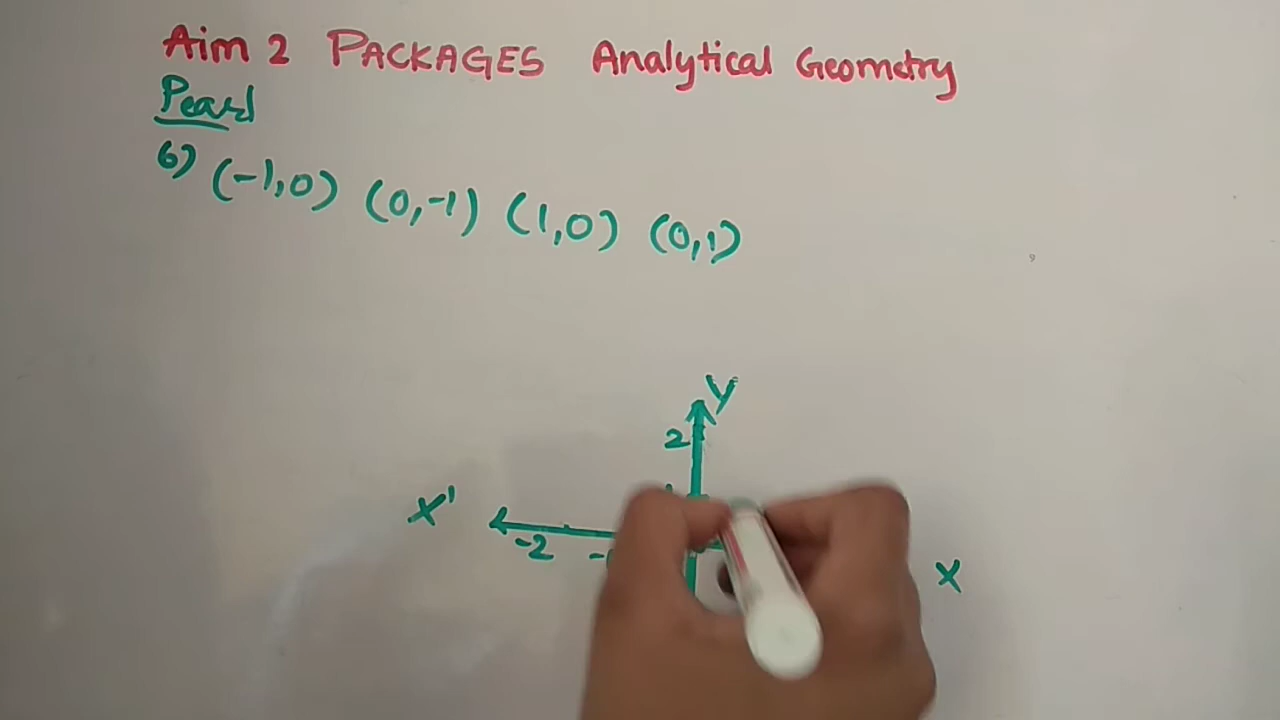 Aim 2 PACKAGES Analytical Geometry
Pearl
6) (-1,0) (0,-1) (1,0) (0,1)
Y
2
X'
-2
X